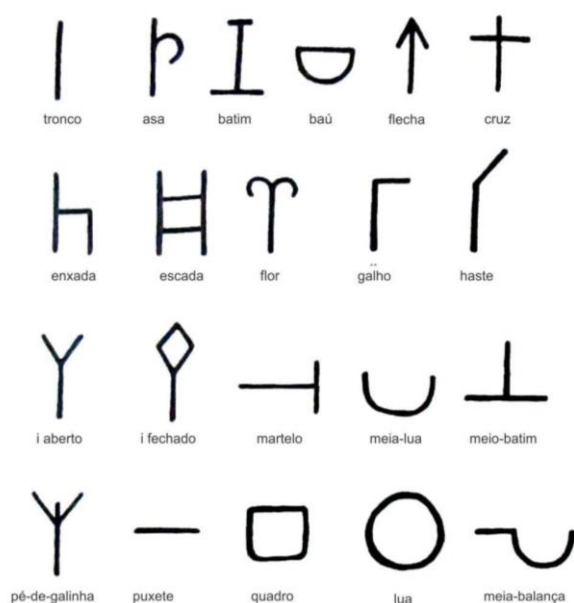 tronco asa batim baú flecha cruz
enxada escada flor galho haste
i aberto i fechado martelo meia-lua meio-batim
pé-de-galinha puxete quadro lua meia-balança